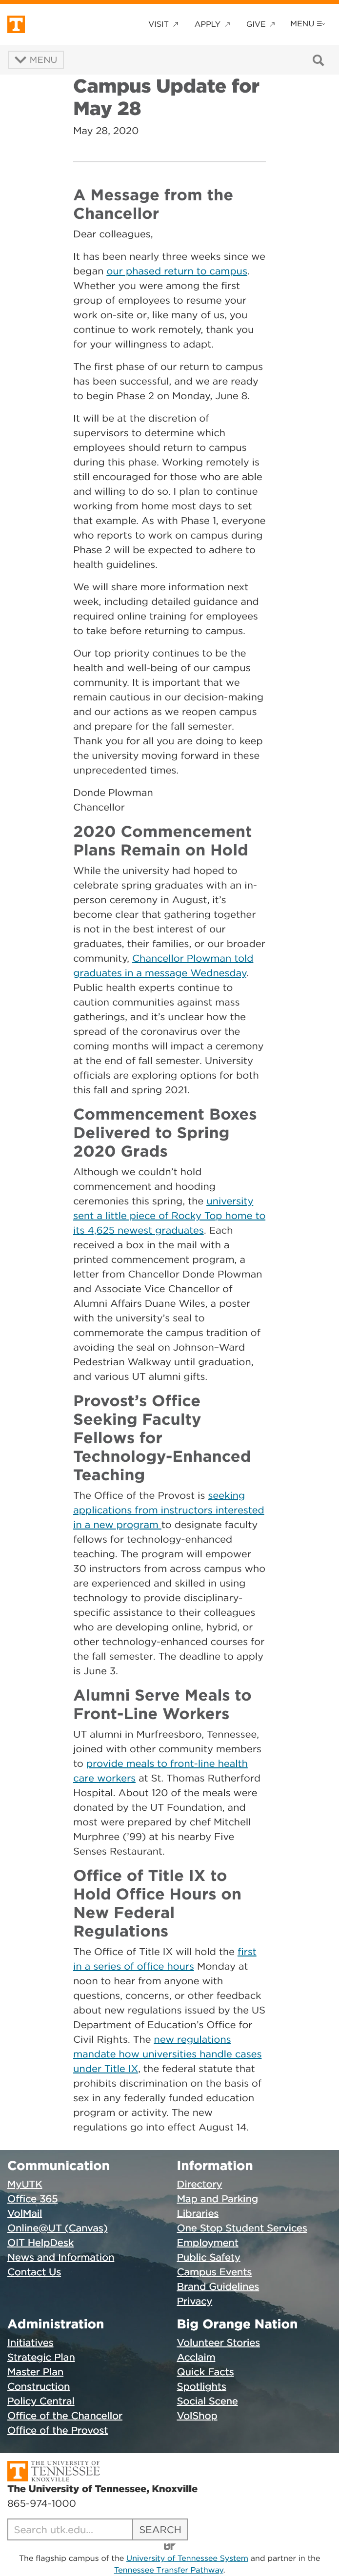 VISIT ↗ APPLY ↗ GIVE ↗ MENU
MENU
Campus Update for
May 28
May 28, 2020
A Message from the
Chancellor
Dear colleagues,
It has been nearly three weeks since we
began our phased return to campus.
Whether you were among the first
group of employees to resume your
work on-site or, like many of us, you
continue to work remotely, thank you
for your willingness to adapt.
The first phase of our return to campus
has been successful, and we are ready
to begin Phase 2 on Monday, June 8.
It will be at the discretion of
supervisors to determine which
employees should return to campus
during this phase. Working remotely is
still encouraged for those who are able
and willing to do so. I plan to continue
working from home most days to set
that example. As with Phase 1, everyone
who reports to work on campus during
Phase 2 will be expected to adhere to
health guidelines.
We will share more information next
week, including detailed guidance and
required online training for employees
to take before returning to campus.
Our top priority continues to be the
health and well-being of our campus
community. It is important that we
remain cautious in our decision-making
and our actions as we reopen campus
and prepare for the fall semester.
Thank you for all you are doing to keep
the university moving forward in these
unprecedented times.
Donde Plowman
Chancellor
2020 Commencement
Plans Remain on Hold
While the university had hoped to
celebrate spring graduates with an in-
person ceremony in August, it’s
become clear that gathering together
is not in the best interest of our
graduates, their families, or our broader
community, Chancellor Plowman told
graduates in a message Wednesday.
Public health experts continue to
caution communities against mass
gatherings, and it’s unclear how the
spread of the coronavirus over the
coming months will impact a ceremony
at the end of fall semester. University
officials are exploring options for both
this fall and spring 2021.
Commencement Boxes
Delivered to Spring
2020 Grads
Although we couldn’t hold
commencement and hooding
ceremonies this spring, the university
sent a little piece of Rocky Top home to
its 4,625 newest graduates. Each
received a box in the mail with a
printed commencement program, a
letter from Chancellor Donde Plowman
and Associate Vice Chancellor of
Alumni Affairs Duane Wiles, a poster
with the university’s seal to
commemorate the campus tradition of
avoiding the seal on Johnson–Ward
Pedestrian Walkway until graduation,
and various UT alumni gifts.
Provost’s Office
Seeking Faculty
Fellows for
Technology-Enhanced
Teaching
The Office of the Provost is seeking
applications from instructors interested
in a new program to designate faculty
fellows for technology-enhanced
teaching. The program will empower
30 instructors from across campus who
are experienced and skilled in using
technology to provide disciplinary-
specific assistance to their colleagues
who are developing online, hybrid, or
other technology-enhanced courses for
the fall semester. The deadline to apply
is June 3.
Alumni Serve Meals to
Front-Line Workers
UT alumni in Murfreesboro, Tennessee,
joined with other community members
to provide meals to front-line health
care workers at St. Thomas Rutherford
Hospital. About 120 of the meals were
donated by the UT Foundation, and
most were prepared by chef Mitchell
Murphree (’99) at his nearby Five
Senses Restaurant.
Office of Title IX to
Hold Office Hours on
New Federal
Regulations
The Office of Title IX will hold the first
in a series of office hours Monday at
noon to hear from anyone with
questions, concerns, or other feedback
about new regulations issued by the US
Department of Education’s Office for
Civil Rights. The new regulations
mandate how universities handle cases
under Title IX, the federal statute that
prohibits discrimination on the basis of
sex in any federally funded education
program or activity. The new
regulations go into effect August 14.
Communication
MyUTK
Office 365
VolMail
Online@UT (Canvas)
OIT HelpDesk
News and Information
Contact Us
Information
Directory
Map and Parking
Libraries
One Stop Student Services
Employment
Public Safety
Campus Events
Brand Guidelines
Privacy
Administration
Initiatives
Strategic Plan
Master Plan
Construction
Policy Central
Office of the Chancellor
Office of the Provost
Big Orange Nation
Volunteer Stories
Acclaim
Quick Facts
Spotlights
Social Scene
VolShop
T THE UNIVERSITY OF
TENNESSEE
KNOXVILLE
The University of Tennessee, Knoxville
865-974-1000
Search utk.edu... SEARCH
UT
The flagship campus of the University of Tennessee System and partner in the
Tennessee Transfer Pathway.